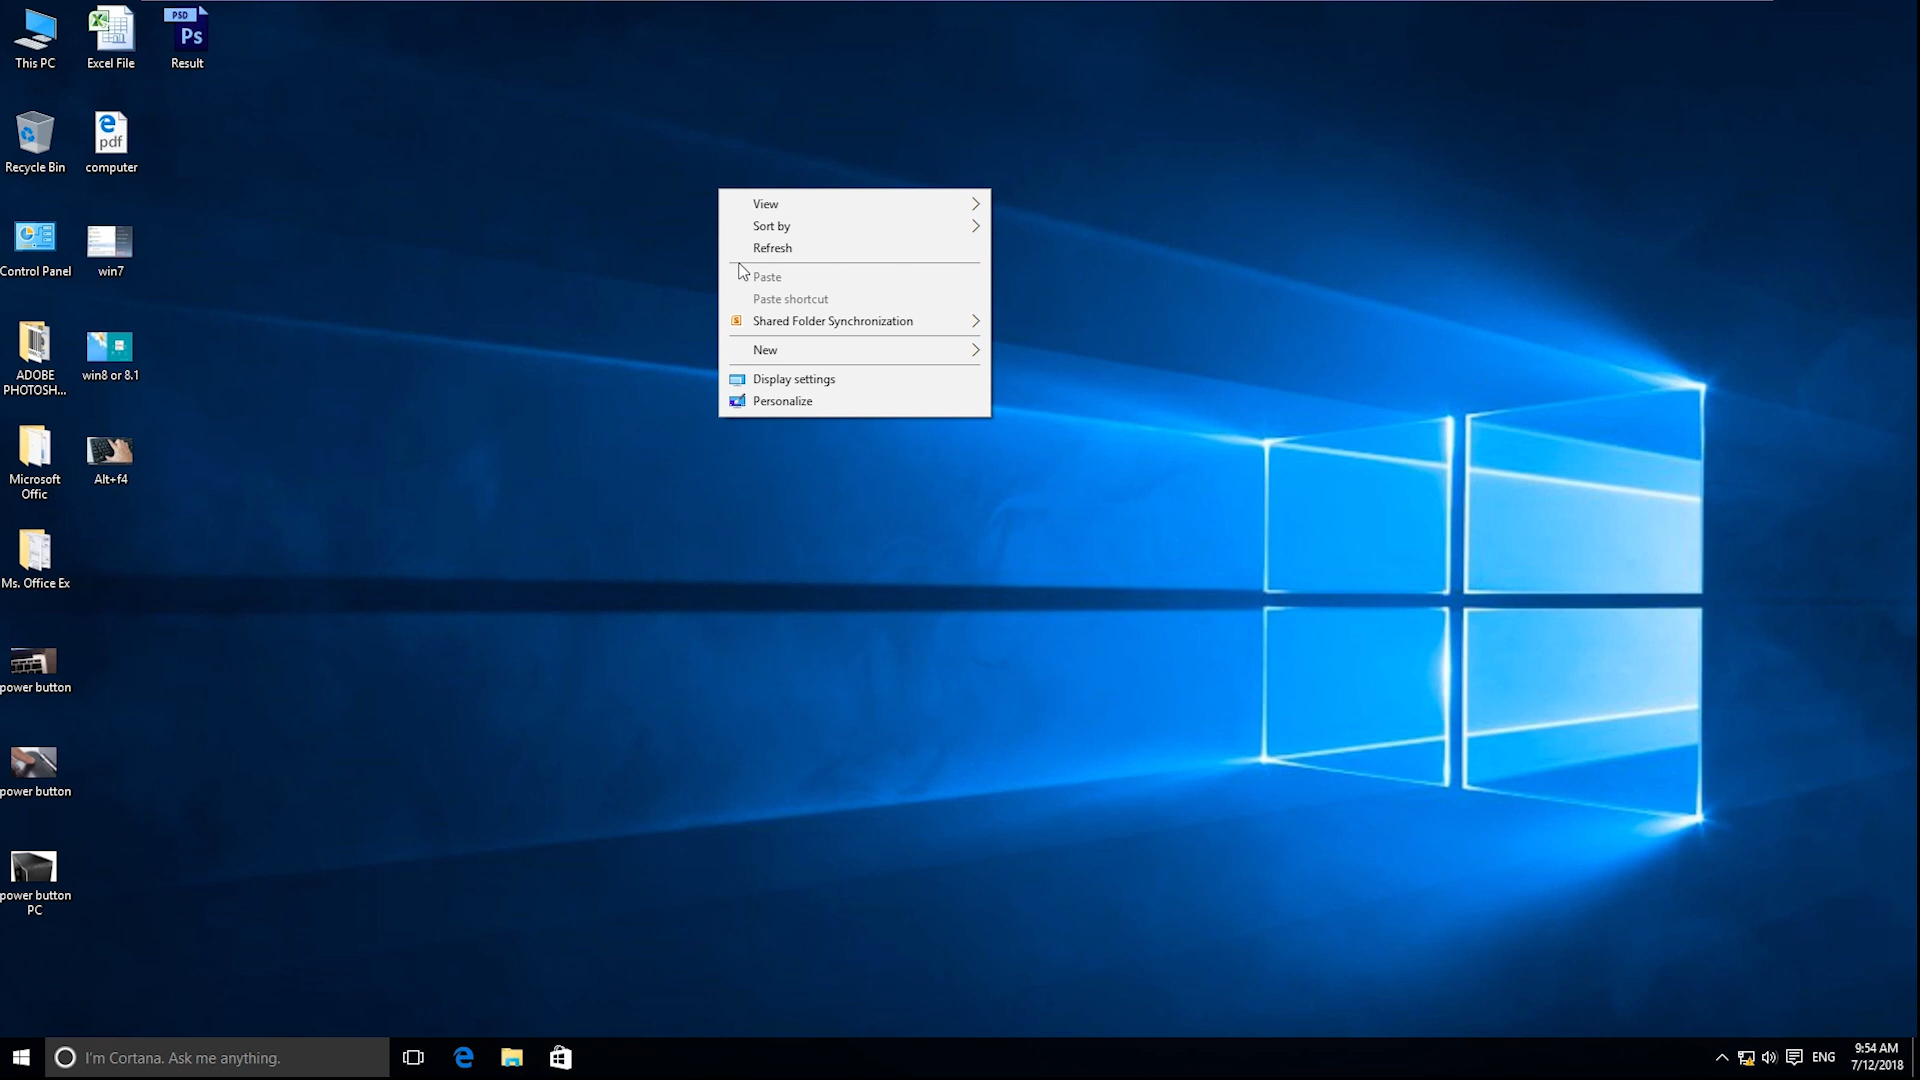 This PC
Excel File
PSD
Ps
Result
Recycle Bin
e
pdf
computer
Control Panel
win7
ADOBE
PHOTOSH...
win8 or 8.1
Microsoft
Offic
Alt+f4
Ms. Office Ex
power button
power button
power button
PC
View
Sort by
Refresh
Paste
Paste shortcut
S
Shared Folder Synchronization
New
Display settings
Personalize
I'm Cortana. Ask me anything.
ENG
9:54 AM
7/12/2018